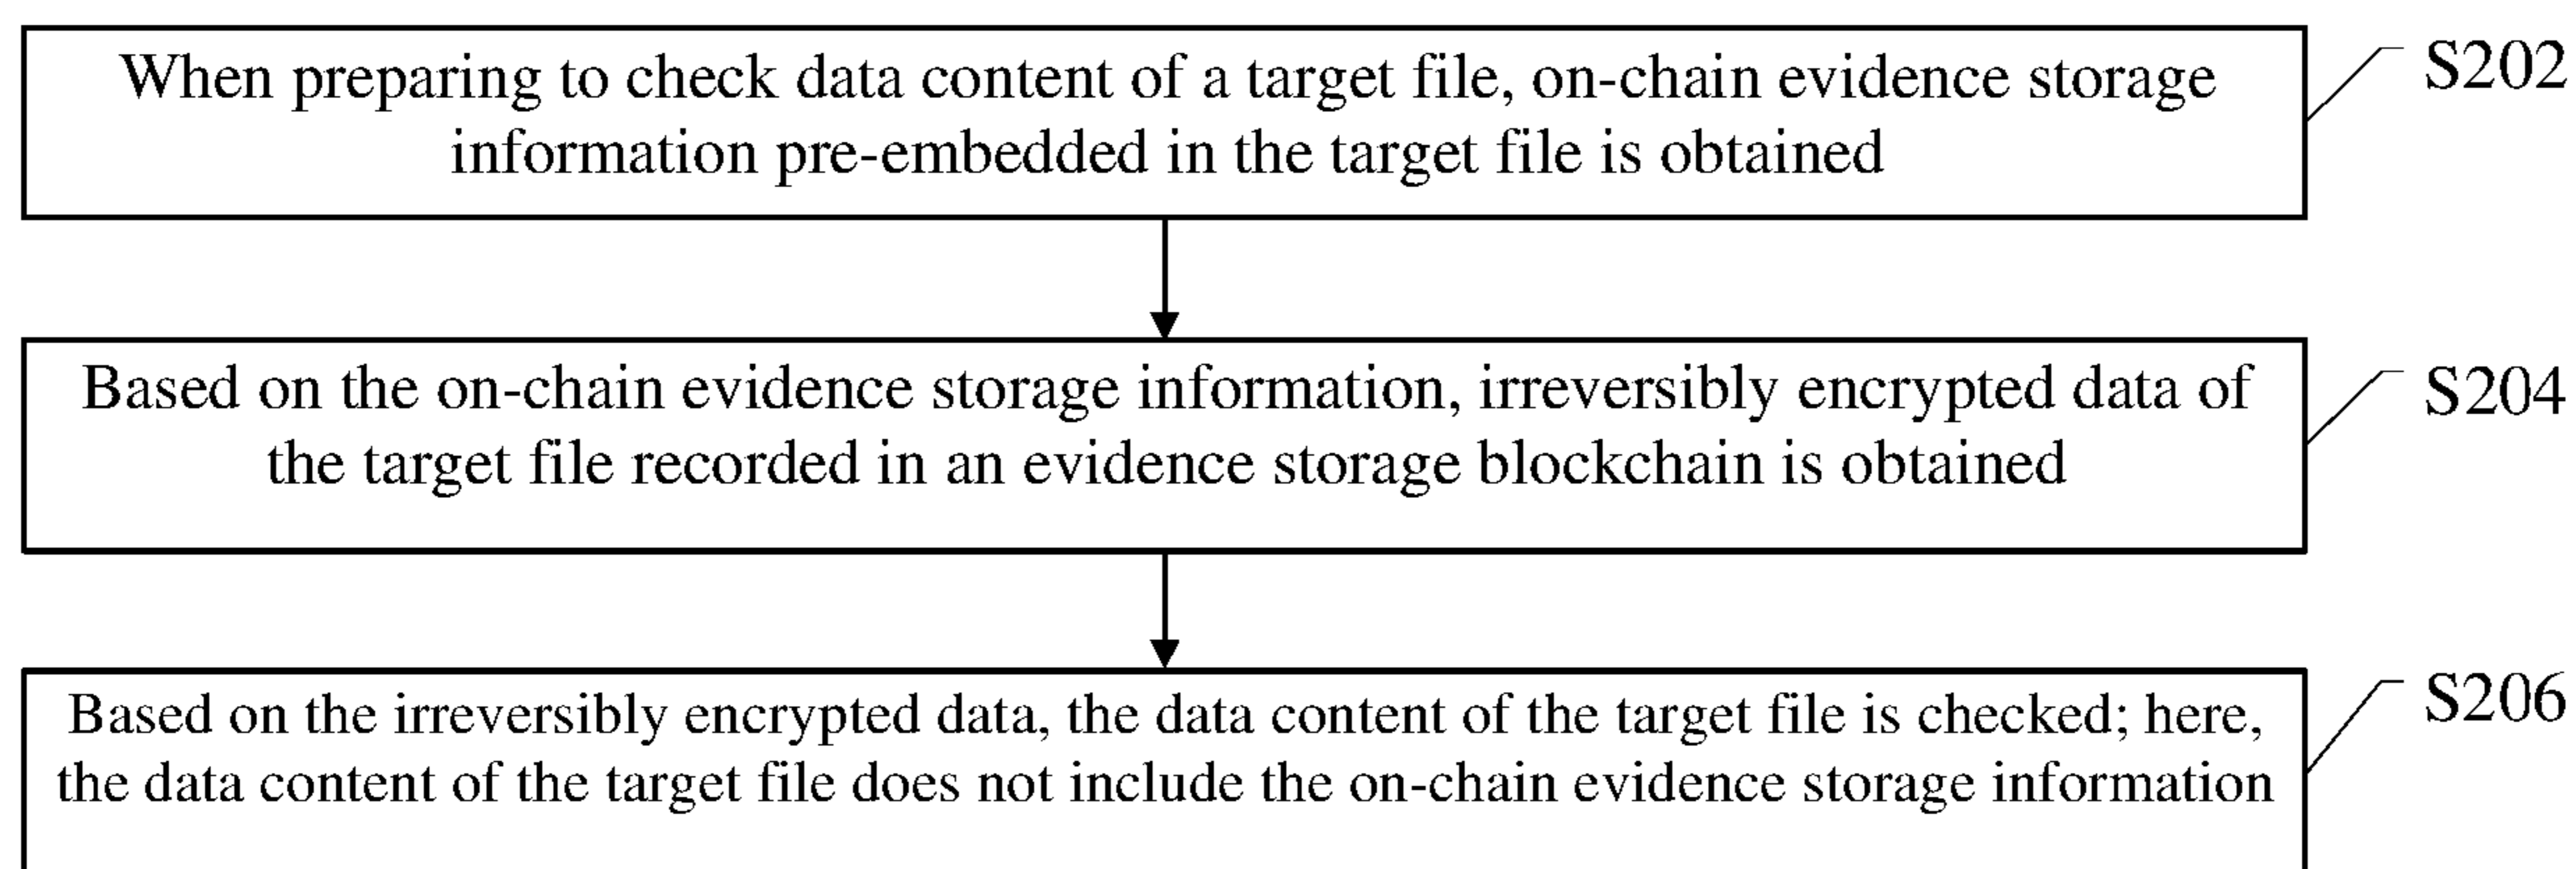 When preparing to check data content of a target file, on-chain evidence storage
information pre-embedded in the target file is obtained
S202
Based on the on-chain evidence storage information, irreversibly encrypted data of
the target file recorded in an evidence storage blockchain is obtained
S204
Based on the irreversibly encrypted data, the data content of the target file is checked; here,
the data content of the target file does not include the on-chain evidence storage information
S206